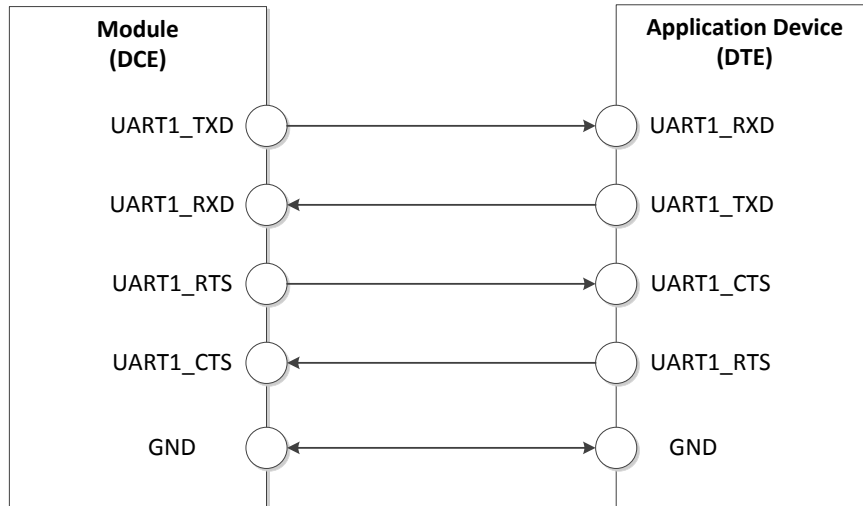 Module
(DCE)
Application Device
(DTE)
UART1_TXD
UART1_RXD
UART1_RXD
UART1_TXD
UART1_RTS
UART1_CTS
UART1_CTS
UART1_RTS
GND
GND